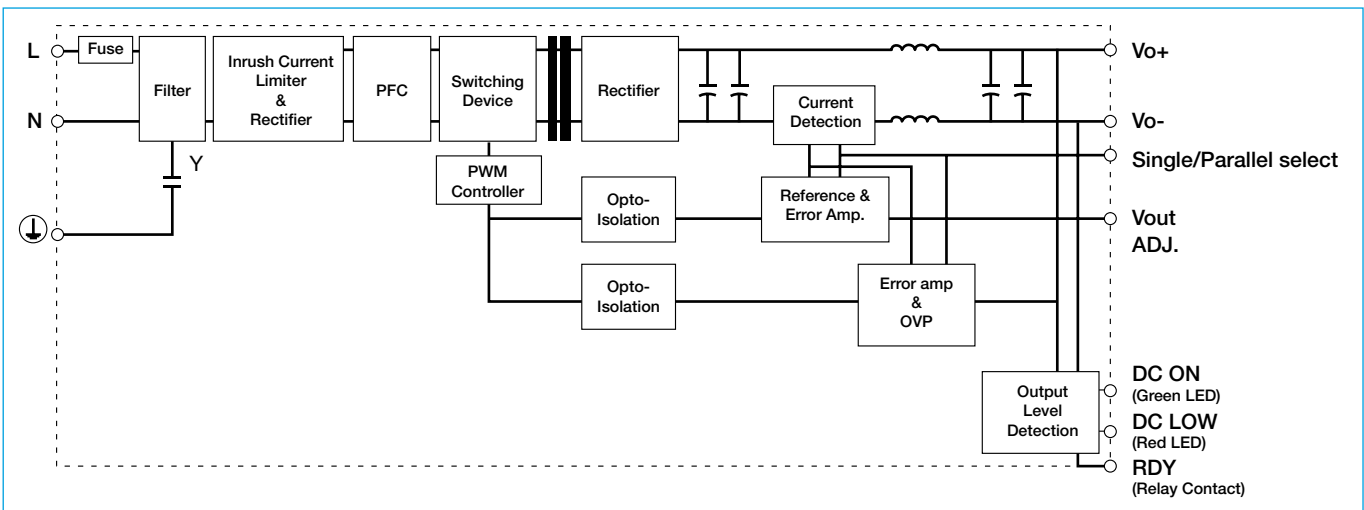 L
Fuse
Filter
Inrush Current
Limiter
&
Rectifier
PFC
Switching
Device
Rectifier
Current
Detection
Vo+
N
Vo-
Y
PWM
Controller
Single/Parallel select
Opto-
Isolation
Reference &
Error Amp.
Vout
ADJ.
Opto-
Isolation
Error amp
&
OVP
Output
Level
Detection
DC ON
(Green LED)
DC LOW
(Red LED)
RDY
(Relay Contact)